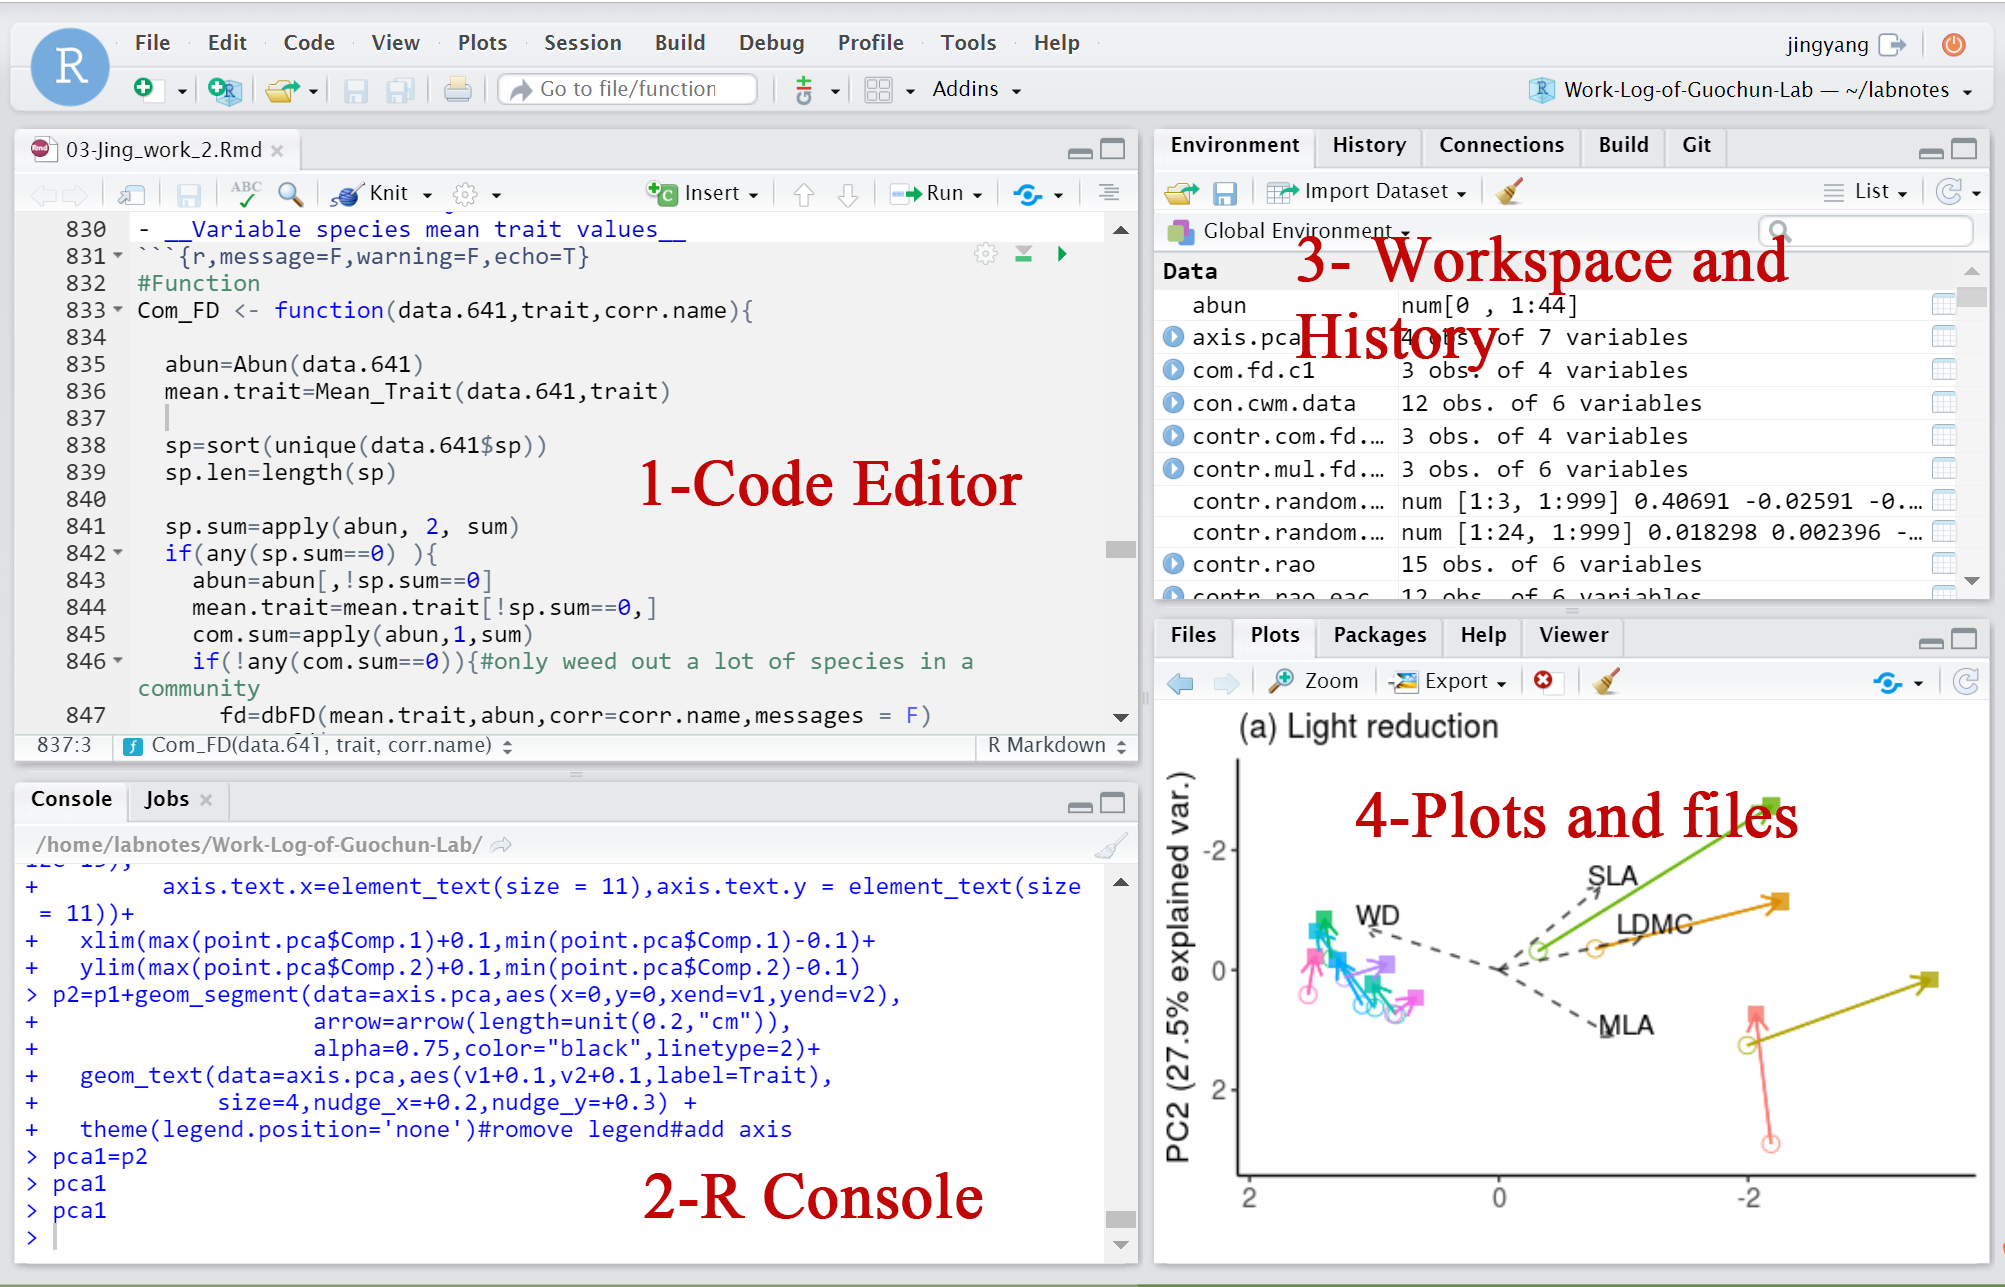 R
File Edit Code View Plots Session Build Debug Profile Tools Help
jingyang
Go to file/function
Git
Addins
Work-Log-of-Guochun-Lab — ~/labnotes
03-Jing_work_2.Rmd
ABC
Knit
Insert
Run
830 - __Variable species mean trait values__
831 ```{r,message=F,warning=F,echo=T}
832 #Function
833 Com_FD <- function(data.641,trait,corr.name){
834
835 abun=Abun(data.641)
836 mean.trait=Mean_Trait(data.641,trait)
837
838 sp=sort(unique(data.641$sp))
839 sp.len=length(sp)
840
841 sp.sum=apply(abun, 2, sum)
842 if(any(sp.sum==0) ){
843 abun=abun[,!sp.sum==0]
844 mean.trait=mean.trait[!sp.sum==0,]
845 com.sum=apply(abun,1,sum)
846 if(!any(com.sum==0)){#only weed out a lot of species in a
community
847 fd=dbFD(mean.trait,abun,corr=corr.name,messages = F)
1-Code Editor
837:3 Com_FD(data.641, trait, corr.name) R Markdown
Console Jobs
/home/labnotes/Work-Log-of-Guochun-Lab/
+ axis.text.x=element_text(size = 11),axis.text.y = element_text(size
= 11))+
+ xlim(max(point.pca$Comp.1)+0.1,min(point.pca$Comp.1)-0.1)+
+ ylim(max(point.pca$Comp.2)+0.1,min(point.pca$Comp.2)-0.1)
> p2=p1+geom_segment(data=axis.pca,aes(x=0,y=0,xend=v1,yend=v2),
+ arrow=arrow(length=unit(0.2,"cm")),
+ alpha=0.75,color="black",linetype=2)+
+ geom_text(data=axis.pca,aes(v1+0.1,v2+0.1,label=Trait),
+ size=4,nudge_x=+0.2,nudge_y=+0.3) +
+ theme(legend.position='none')#romove legend#add axis
> pca1=p2
> pca1
> pca1
>
2-R Console
Environment History Connections Build Git
Import Dataset
List
Global Environment
3- Workspace and
History
Data
abun num[0 , 1:44]
axis.pca 4 obs. of 7 variables
com.fd.c1 3 obs. of 4 variables
con.cwm.data 12 obs. of 6 variables
contr.com.fd.… 3 obs. of 4 variables
contr.mul.fd.… 3 obs. of 6 variables
contr.random.… num [1:3, 1:999] 0.40691 -0.02591 -0.…
contr.random.… num [1:24, 1:999] 0.018298 0.002396 -…
contr.rao 15 obs. of 6 variables
contr.rao.eac 12 obs. of 6 variables
Files Plots Packages Help Viewer
Zoom Export
(a) Light reduction
4-Plots and files
PC2 (27.5% explained var.)
-2
0
2
SLA
WD
LDMC
MLA
2 0 -2